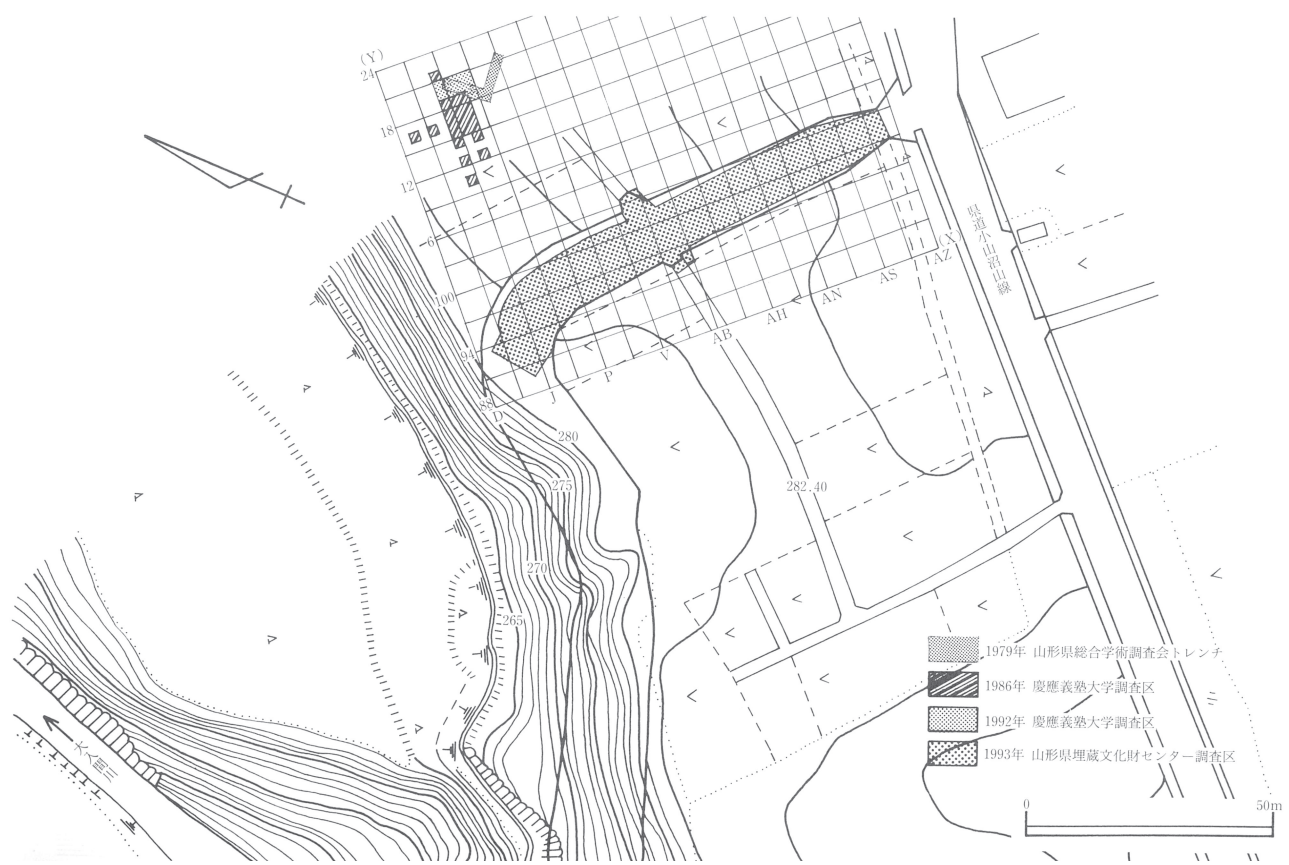 (Y)
24
18
12
6
100
94
88
D
J
P
V
AB
AH
AN
AS
AZ
(X)
県道小山沼山線
280
275
270
265
282.40
1979年 山形県総合学術調査会トレンチ
1986年 慶應義塾大学調査区
1992年 慶應義塾大学調査区
1993年 山形県埋蔵文化財センター調査区
0
50m